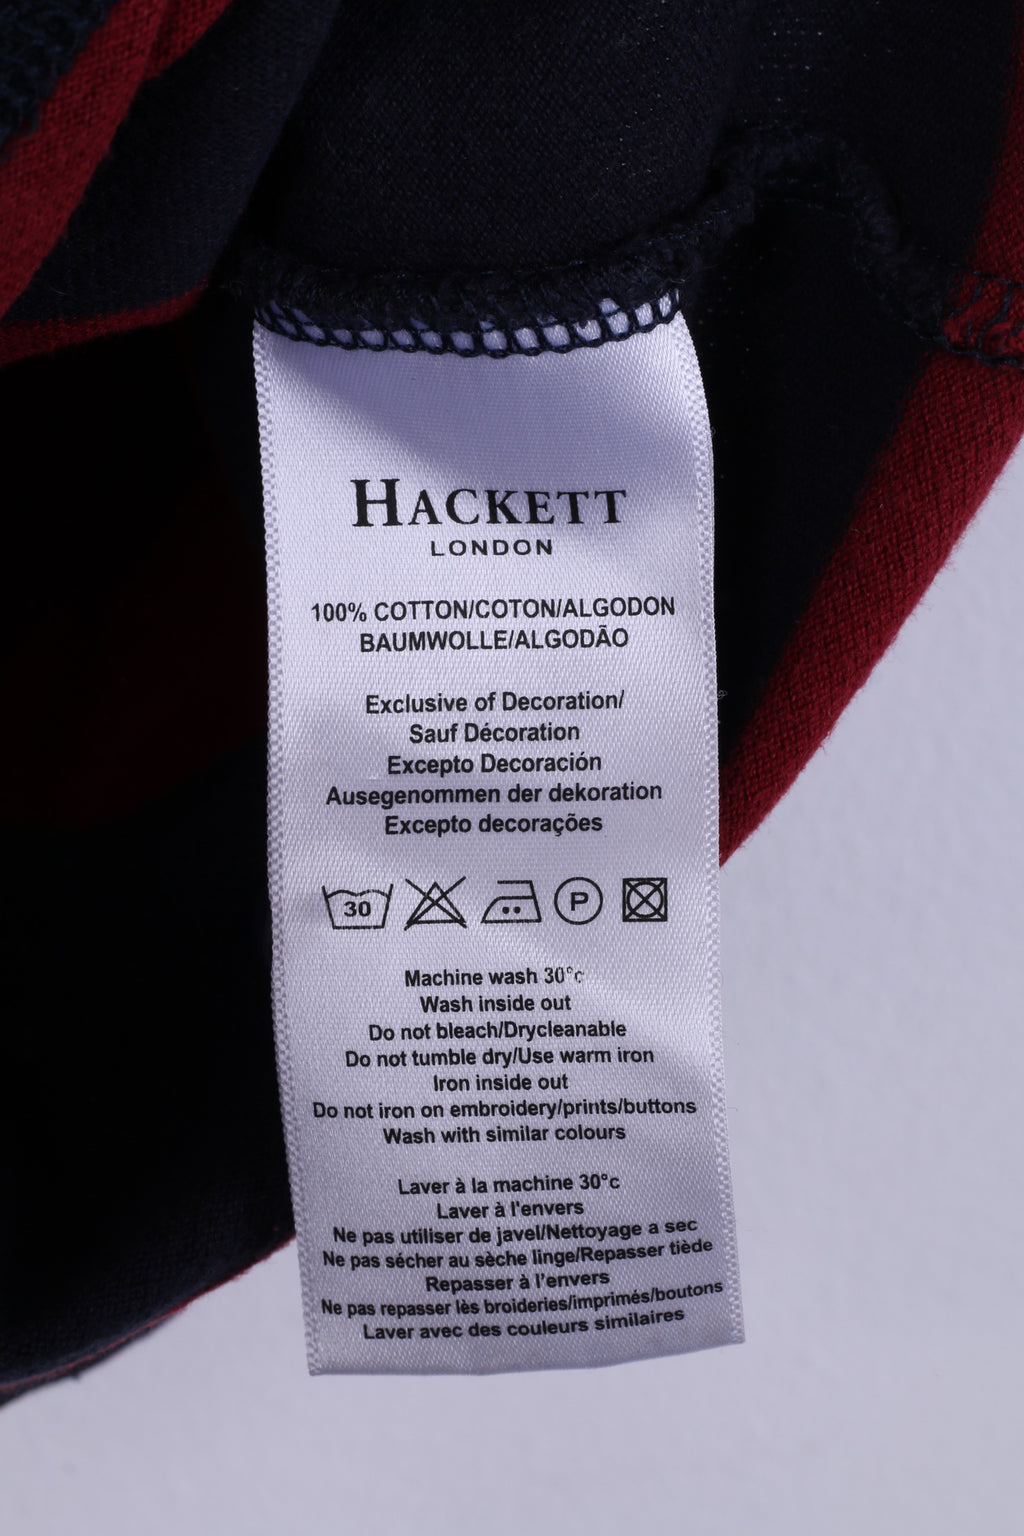 HACKETT
LONDON
100% COTTON/COTON/ALGODON
BAUMWOLLE/ALGODÃO
Exclusive of Decoration/
Sauf Décoration
Excepto Decoración
Ausegenommen der dekoration
Excepto decorações
30 P
Machine wash 30°c
Wash inside out
Do not bleach/Drycleanable
Do not tumble dry/Use warm iron
Iron inside out
Do not iron on embroidery/prints/buttons
Wash with similar colours
Laver à la machine 30°c
Laver à l'envers
Ne pas utiliser de javel/Nettoyage a sec
Ne pas sécher au sèche linge/Repasser tiède
Repasser à l'envers
Ne pas repasser lès broideries/imprimés/boutons
Laver avec des couleurs similaires